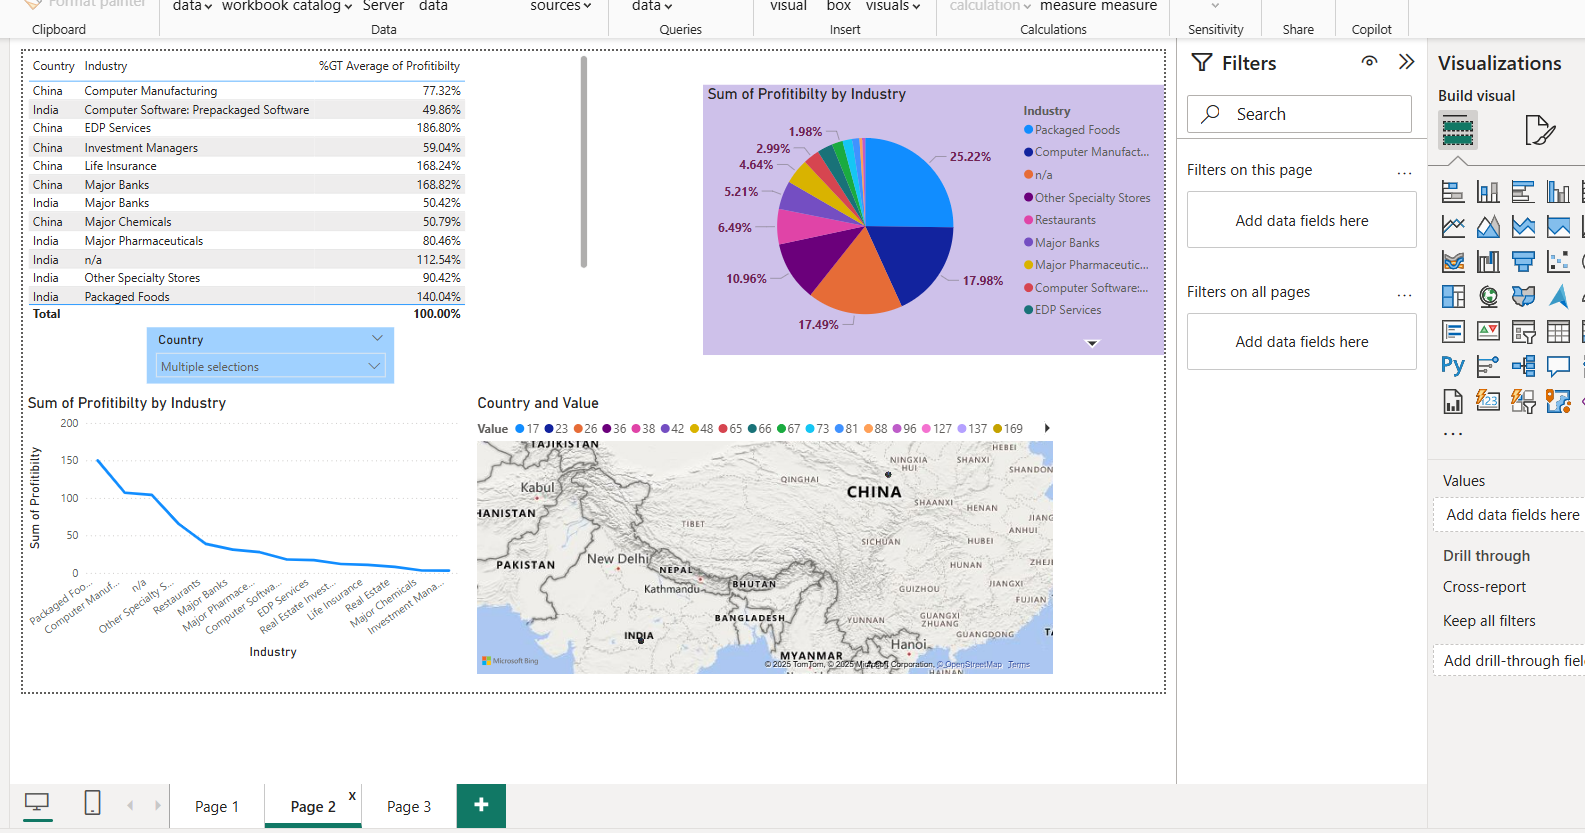 Format painter
data workbook catalog Server data sources data visual box visuals calculation measure measure
Clipboard Data Queries Insert Calculations Sensitivity Share Copilot
Country Industry %GT Average of Profitibilty
China Computer Manufacturing 77.32%
India Computer Software: Prepackaged Software 49.86%
China EDP Services 186.80%
China Investment Managers 59.04%
China Life Insurance 168.24%
China Major Banks 168.82%
India Major Banks 50.42%
China Major Chemicals 50.79%
India Major Pharmaceuticals 80.46%
India n/a 112.54%
India Other Specialty Stores 90.42%
India Packaged Foods 140.04%
Total 100.00%
Country
Multiple selections
Sum of Profitibilty by Industry
1.98%
2.99%
4.64%
5.21%
6.49%
10.96%
17.49%
17.98%
25.22%
Industry
Packaged Foods
Computer Manufact...
n/a
Other Specialty Stores
Restaurants
Major Banks
Major Pharmaceutic...
Computer Software:...
EDP Services
Sum of Profitibilty by Industry
Sum of Profitibilty
200
150
100
50
0
Packaged Foo...
Computer Manuf...
n/a
Other Specialty S...
Restaurants
Major Banks
Major Pharmace...
Computer Softwa...
EDP Services
Real Estate Invest...
Life Insurance
Real Estate
Major Chemicals
Investment Mana...
Industry
Country and Value
Value 17 23 26 36 38 42 48 65 66 67 73 81 88 96 127 137 169
TAJIKISTAN
HEBEI
NINGXIA
HUI
SHANXI
SHANDON
QINGHAI
Kabul
CHINA
HANISTAN
SHAANXI
HENAN
JIANG
TIBET
ANHUI
SICHUAN
HUBEI
New Delhi
PAKISTAN
NEPAL
HUNAN
ZHEJ
Kathmandu
BHUTAN
GUIZHOU
JIANGXI
FUJIAN
BANGLADESH
YUNNAN
GUANGXI
ZHUANG
GUANGDONG
INDIA
Hanoi
MYANMAR
HAINAN
Microsoft Bing
© 2025 TomTom, © 2025 Microsoft Corporation, © OpenStreetMap Terms
Filters
Search
Filters on this page ...
Add data fields here
Filters on all pages ...
Add data fields here
Visualizations
Build visual
Py
123
...
Values
Add data fields here
Drill through
Cross-report
Keep all filters
Add drill-through fiel
Page 1 Page 2 x Page 3 +